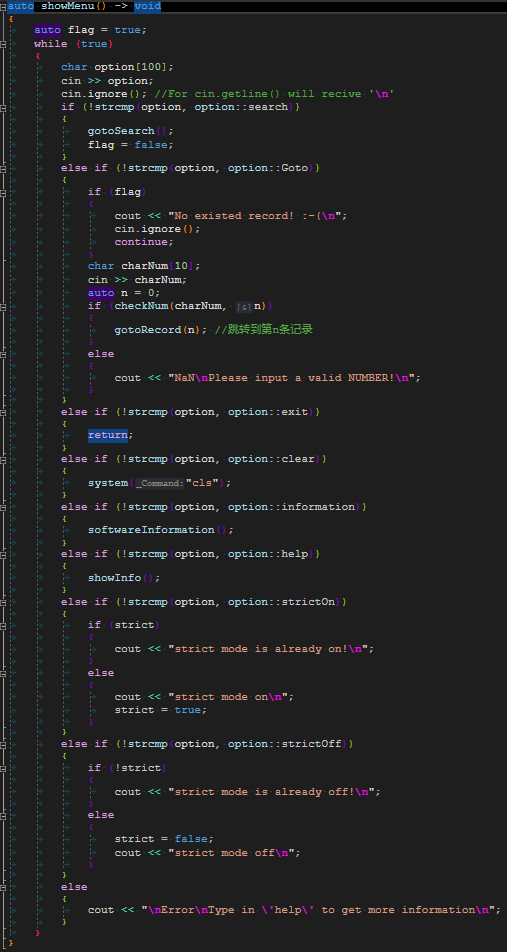 auto showMenu() -> void
{
auto flag = true;
while (true)
{
char option[100];
cin >> option;
cin.ignore(); //For cin.getline() will recive '\n'
if (!strcmp(option, option::search))
{
gotoSearch();
flag = false;
}
else if (!strcmp(option, option::Goto))
{
if (flag)
{
cout << "No existed record! :-(\n";
cin.ignore();
continue;
}
char charNum[10];
cin >> charNum;
auto n = 0;
if (checkNum(charNum, [&]n))
{
gotoRecord(n); //跳转到第n条记录
}
else
{
cout << "NaN\nPlease input a valid NUMBER!\n";
}
}
else if (!strcmp(option, option::exit))
{
return;
}
else if (!strcmp(option, option::clear))
{
system(_Command:"cls");
}
else if (!strcmp(option, option::information))
{
softwareInformation();
}
else if (!strcmp(option, option::help))
{
showInfo();
}
else if (!strcmp(option, option::strictOn))
{
if (strict)
{
cout << "strict mode is already on!\n";
}
else
{
cout << "strict mode on\n";
strict = true;
}
}
else if (!strcmp(option, option::strictOff))
{
if (!strict)
{
cout << "strict mode is already off!\n";
}
else
{
strict = false;
cout << "strict mode off\n";
}
}
else
{
cout << "\nError\nType in \'help\' to get more information\n";
}
}
}